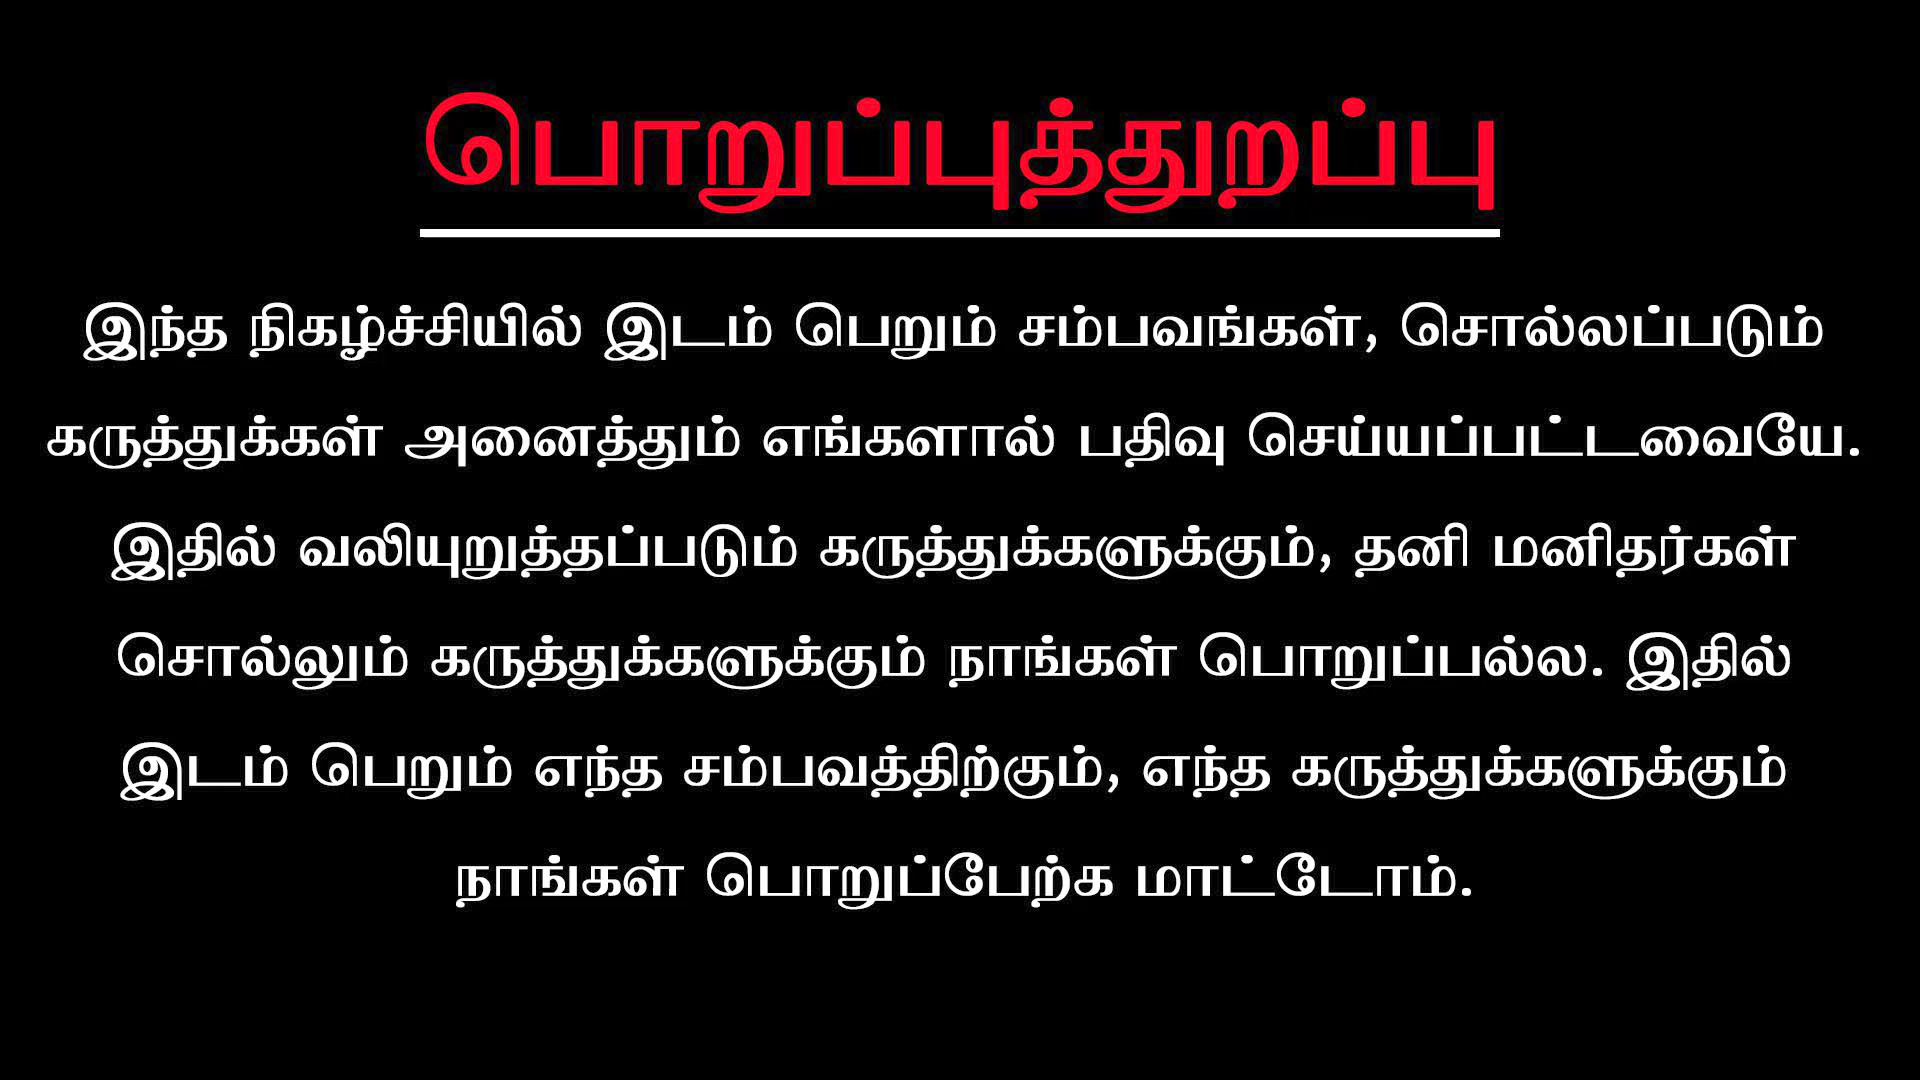 பொறுப்புத்துறப்பு
இந்த நிகழ்ச்சியில் இடம் பெறும் சம்பவங்கள், சொல்லப்படும்
கருத்துக்கள் அனைத்தும் எங்களால் பதிவு செய்யப்பட்டவையே.
இதில் வலியுறுத்தப்படும் கருத்துக்களுக்கும், தனி மனிதர்கள்
சொல்லும் கருத்துக்களுக்கும் நாங்கள் பொறுப்பல்ல. இதில்
இடம் பெறும் எந்த சம்பவத்திற்கும், எந்த கருத்துக்களுக்கும்
நாங்கள் பொறுப்பேற்க மாட்டோம்.